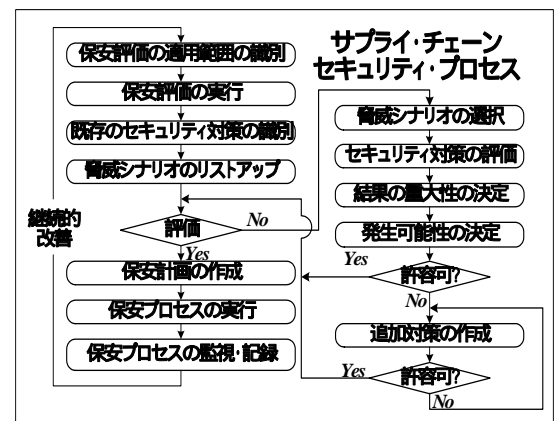 サプライ・チェーン
セキュリティ・プロセス
保安評価の適用範囲の識別
保安評価の実行
既存のセキュリティ対策の識別
脅威シナリオのリストアップ
評価
No
Yes
保安計画の作成
保安プロセスの実行
保安プロセスの監視・記録
継続的
改善
脅威シナリオの選択
セキュリティ対策の評価
結果の重大性の決定
発生可能性の決定
許容可?
Yes
No
追加対策の作成
許容可?
Yes
No